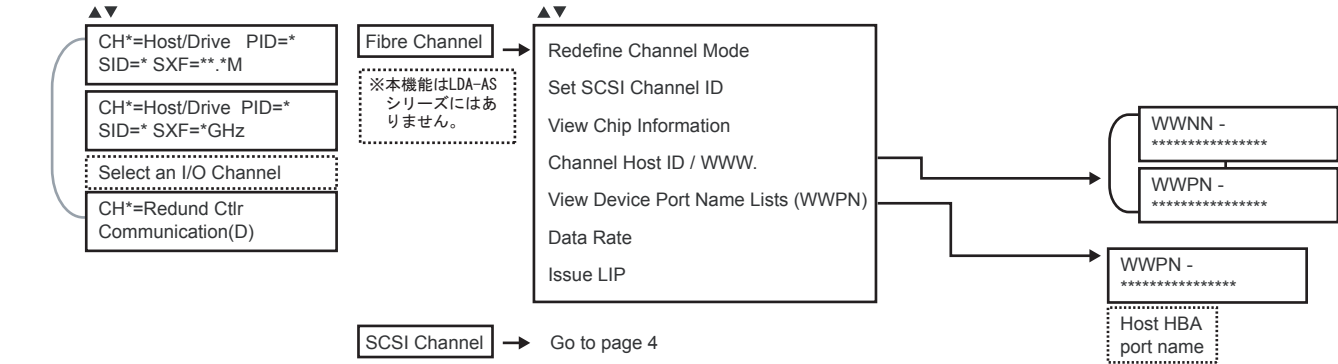 ▲▼
CH*=Host/Drive PID=*
SID=* SXF=**.*M
CH*=Host/Drive PID=*
SID=* SXF=*GHz
Select an I/O Channel
CH*=Redund Ctlr
Communication(D)
Fibre Channel
※本機能はLDA-AS
シリーズにはあ
りません。
▲▼
Redefine Channel Mode
Set SCSI Channel ID
View Chip Information
Channel Host ID / WWW.
View Device Port Name Lists (WWPN)
Data Rate
Issue LIP
WWNN -
****************
WWPN -
****************
WWPN -
****************
Host HBA
port name
SCSI Channel
Go to page 4